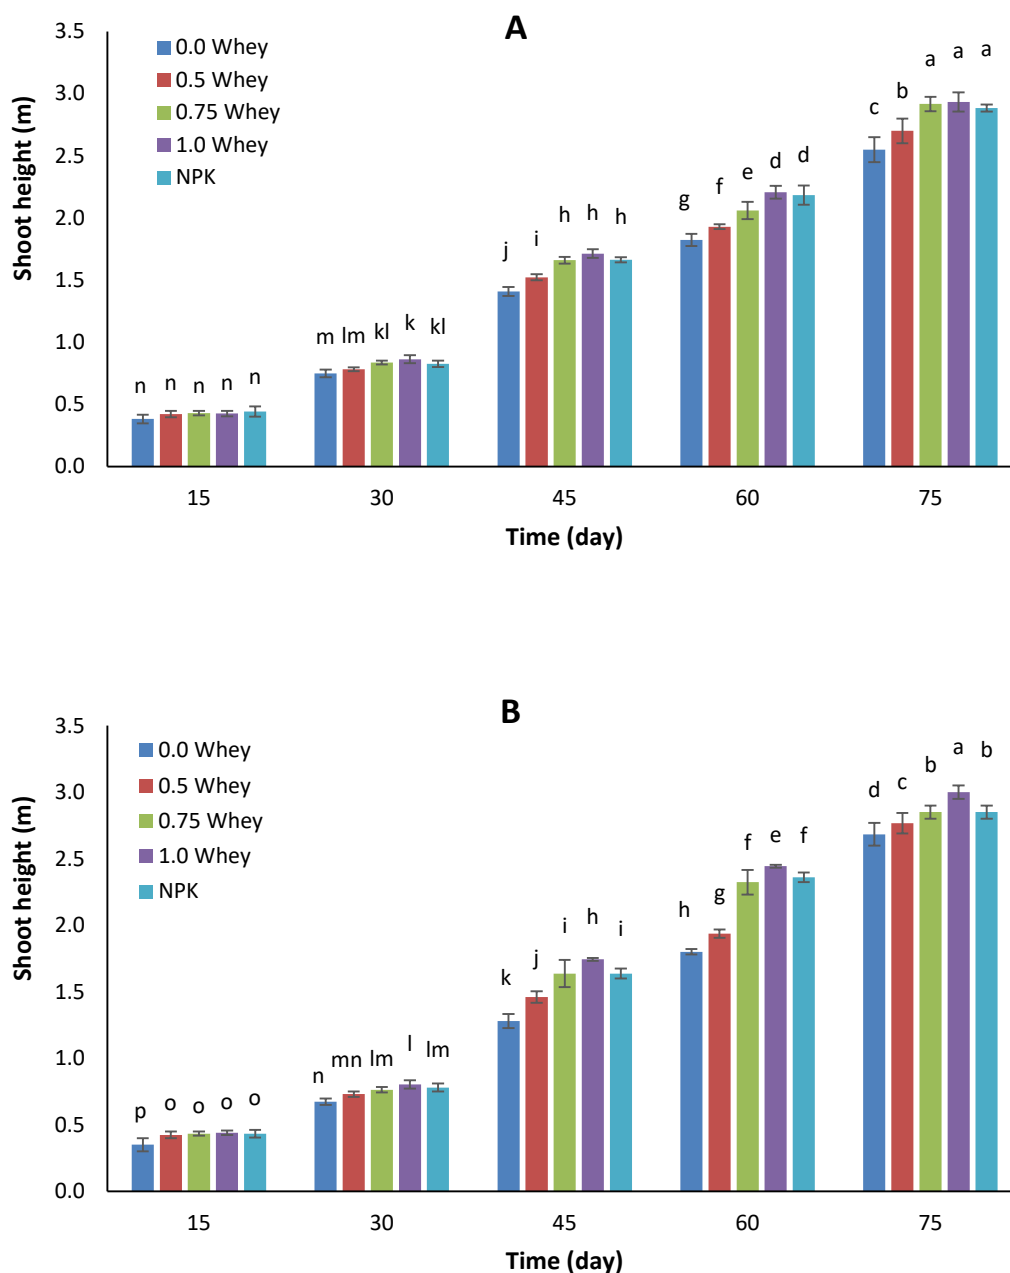 A
3.5
3.0
2.5
2.0
1.5
1.0
0.5
0.0
Shoot height (m)
0.0 Whey
0.5 Whey
0.75 Whey
1.0 Whey
NPK
n n n n n
m lm kl k kl
j i h h h
g f e d d
c b a a a
15 30 45 60 75
Time (day)
B
3.5
3.0
2.5
2.0
1.5
1.0
0.5
0.0
Shoot height (m)
0.0 Whey
0.5 Whey
0.75 Whey
1.0 Whey
NPK
p o o o o
n mn lm l lm
k j i h i
h g f e f
d c b a b
15 30 45 60 75
Time (day)